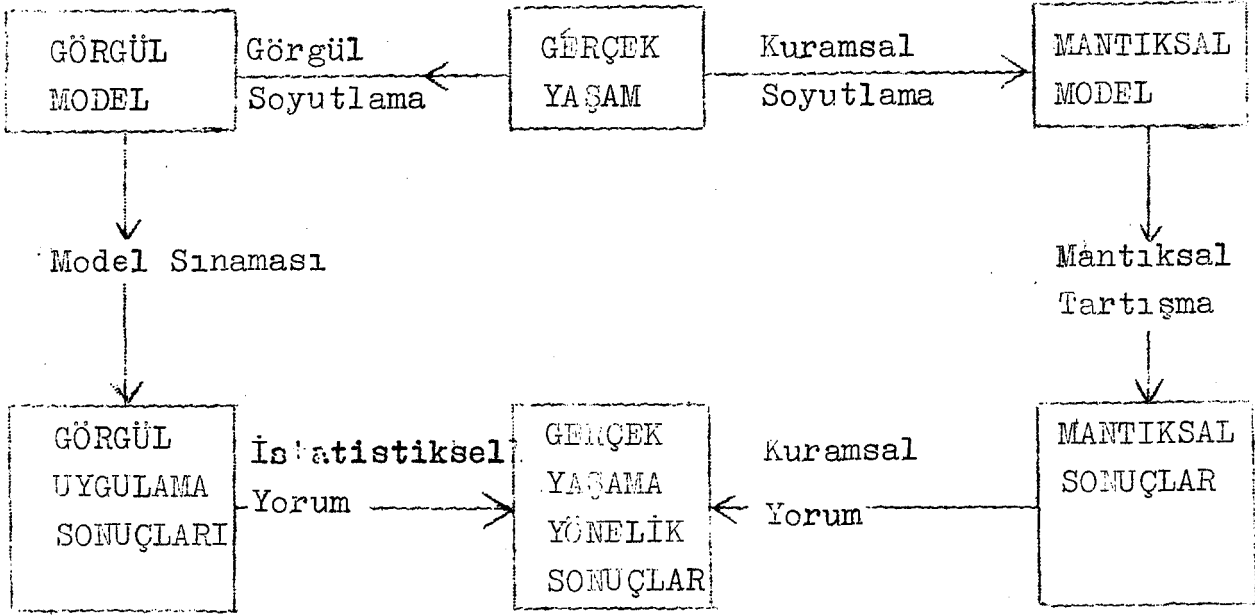 GÖRGÜL
MODEL
Görgül
Soyutlama
GERÇEK
YAŞAM
Kuramsal
Soyutlama
MANTIKSAL
MODEL
Model Sınaması
Mantıksal
Tartışma
GÖRGÜL
UYGULAMA
SONUÇLARI
İstatistiksel
Yorum
GERÇEK
YAŞAMA
YÖNELİK
SONUÇLAR
Kuramsal
Yorum
MANTIKSAL
SONUÇLAR